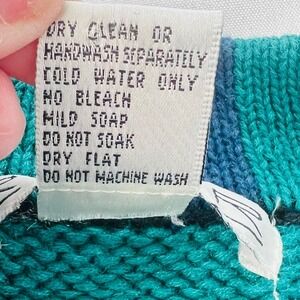 DRY CLEAN OR
HANDWASH SEPARATELY
COLD WATER ONLY
NO BLEACH
MILD SOAP
DO NOT SOAK
DRY FLAT
DO NOT MACHINE WASH